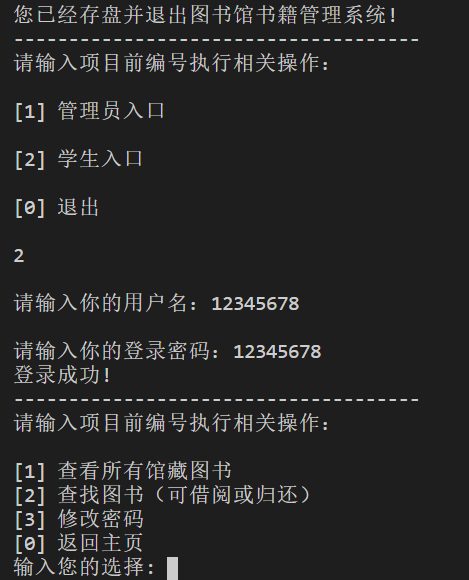 您已经存盘并退出图书馆书籍管理系统!
-------------------------------------
请输入项目前编号执行相关操作:
[1] 管理员入口
[2] 学生入口
[0] 退出
2
请输入你的用户名: 12345678
请输入你的登录密码: 12345678
登录成功!
-------------------------------------
请输入项目前编号执行相关操作:
[1] 查看所有馆藏图书
[2] 查找图书（可借阅或归还）
[3] 修改密码
[0] 返回主页
输入您的选择: